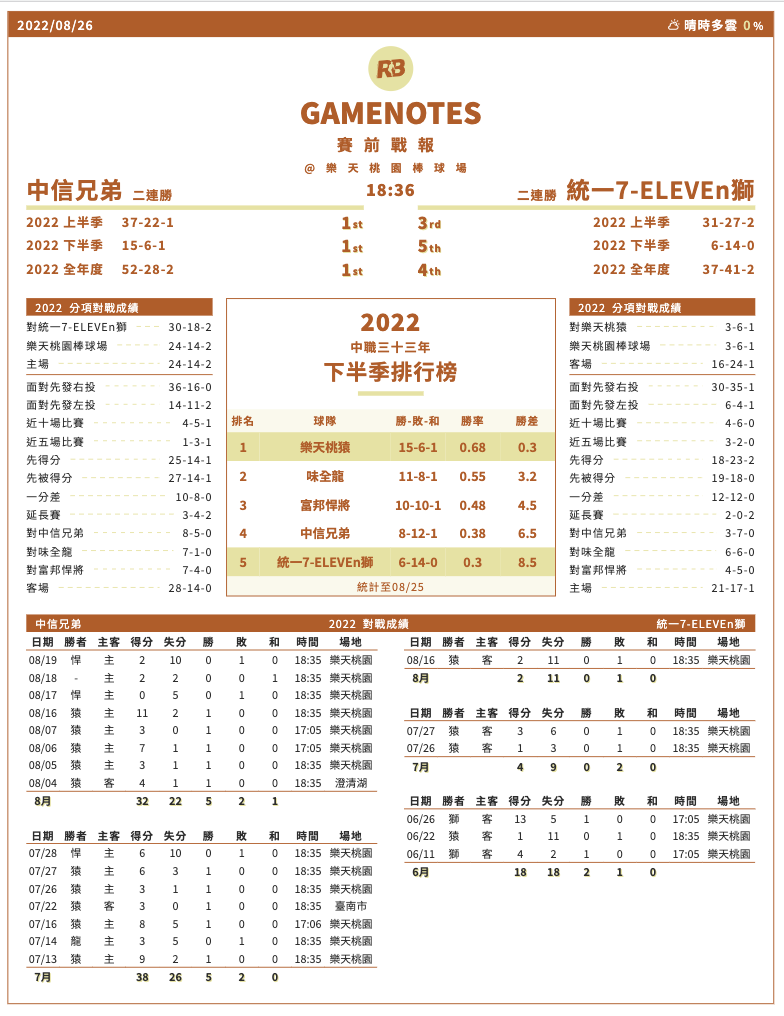 2022/08/26 晴時多雲 0%
RB
GAMENOTES
賽前戰報
@ 樂天桃園棒球場
中信兄弟 二連勝 18:36 二連勝 統一7-ELEVEn獅
2022 上半季 37-22-1 1st 3rd 2022 上半季 31-27-2
2022 下半季 15-6-1 1st 5th 2022 下半季 6-14-0
2022 全年度 52-28-2 1st 4th 2022 全年度 37-41-2
2022 分項對戰成績
對統一7-ELEVEn獅 30-18-2
樂天桃園棒球場 24-14-2
主場 24-14-2
面對先發右投 36-16-0
面對先發左投 14-11-2
近十場比賽 4-5-1
近五場比賽 1-3-1
先得分 25-14-1
先被得分 27-14-1
一分差 10-8-0
延長賽 3-4-2
對中信兄弟 8-5-0
對味全龍 7-1-0
對富邦悍將 7-4-0
客場 28-14-0
2022
中職三十三年
下半季排行榜
排名 球隊 勝-敗-和 勝率 勝差
1 樂天桃猿 15-6-1 0.68 0.3
2 味全龍 11-8-1 0.55 3.2
3 富邦悍將 10-10-1 0.48 4.5
4 中信兄弟 8-12-1 0.38 6.5
5 統一7-ELEVEn獅 6-14-0 0.3 8.5
統計至08/25
2022 分項對戰成績
對樂天桃猿 3-6-1
樂天桃園棒球場 3-6-1
客場 16-24-1
面對先發右投 30-35-1
面對先發左投 6-4-1
近十場比賽 4-6-0
近五場比賽 3-2-0
先得分 18-23-2
先被得分 19-18-0
一分差 12-12-0
延長賽 2-0-2
對中信兄弟 3-7-0
對味全龍 6-6-0
對富邦悍將 4-5-0
主場 21-17-1
中信兄弟 2022 對戰成績 統一7-ELEVEn獅
日期 勝者 主客 得分 失分 勝 敗 和 時間 場地
08/19 悍 主 2 10 0 1 0 18:35 樂天桃園
08/18 - 主 2 2 0 0 1 18:35 樂天桃園
08/17 悍 主 0 5 0 1 0 18:35 樂天桃園
08/16 猿 主 11 2 1 0 0 18:35 樂天桃園
08/07 猿 主 3 0 1 0 0 17:05 樂天桃園
08/06 猿 主 7 1 1 0 0 17:05 樂天桃園
08/05 猿 主 3 1 1 0 0 18:35 樂天桃園
08/04 猿 客 4 1 1 0 0 18:35 澄清湖
8月 32 22 5 2 1
日期 勝者 主客 得分 失分 勝 敗 和 時間 場地
07/28 悍 主 6 10 0 1 0 18:35 樂天桃園
07/27 猿 主 6 3 1 0 0 18:35 樂天桃園
07/26 猿 主 3 1 1 0 0 18:35 樂天桃園
07/22 猿 客 3 0 1 0 0 18:35 臺南市
07/16 猿 主 8 5 1 0 0 17:06 樂天桃園
07/14 龍 主 3 5 0 1 0 18:35 樂天桃園
07/13 猿 主 9 2 1 0 0 18:35 樂天桃園
7月 38 26 5 2 0
日期 勝者 主客 得分 失分 勝 敗 和 時間 場地
08/16 猿 客 2 11 0 1 0 18:35 樂天桃園
8月 2 11 0 1 0
日期 勝者 主客 得分 失分 勝 敗 和 時間 場地
07/27 猿 客 3 6 0 1 0 18:35 樂天桃園
07/26 猿 客 1 3 0 1 0 18:35 樂天桃園
7月 4 9 0 2 0
日期 勝者 主客 得分 失分 勝 敗 和 時間 場地
06/26 獅 客 13 5 1 0 0 17:05 樂天桃園
06/22 猿 客 1 11 0 1 0 18:35 樂天桃園
06/11 獅 客 4 2 1 0 0 17:05 樂天桃園
6月 18 18 2 1 0